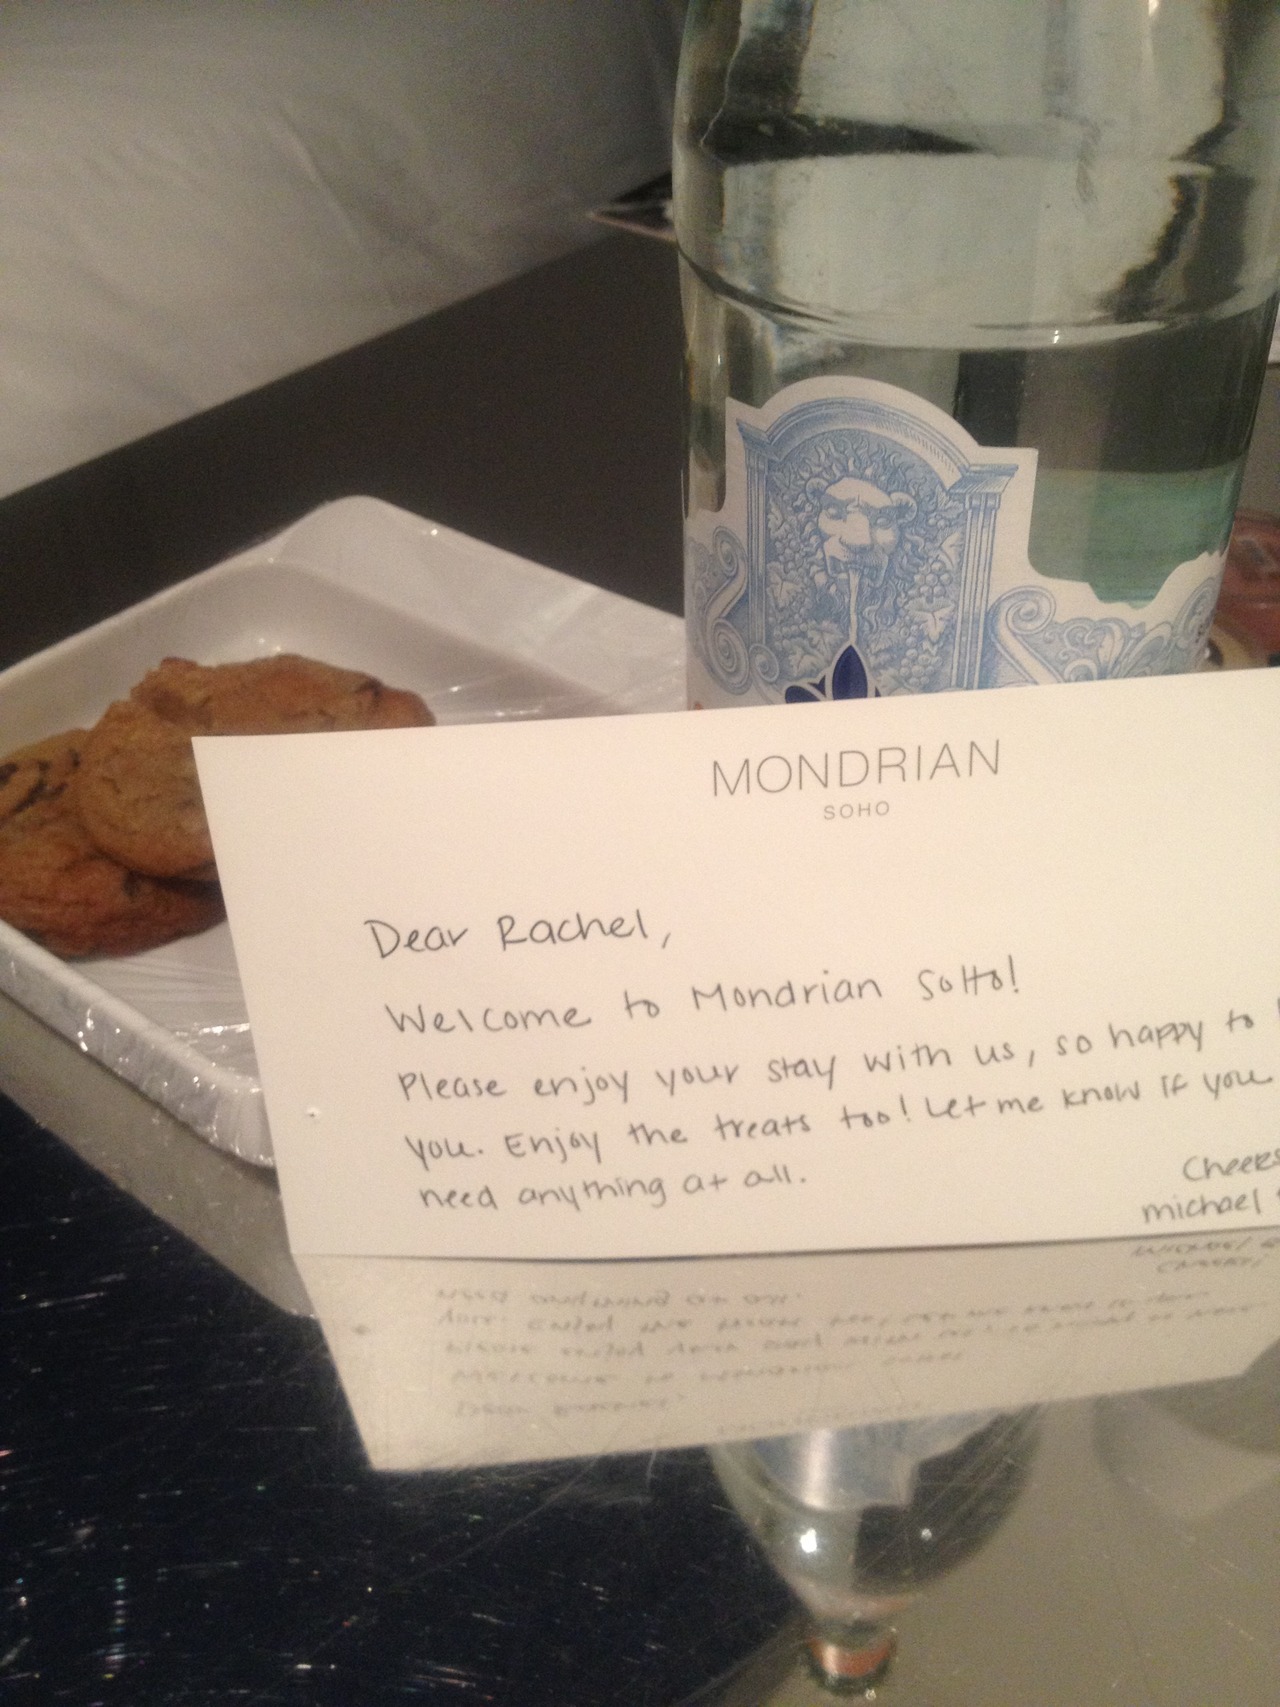 MONDRIAN
SOHO
Dear Rachel,
Welcome to Mondrian SoHo!
Please enjoy your stay with us, so happy to
you. Enjoy the treats too! Let me know if you
need anything at all.
Cheers
michael